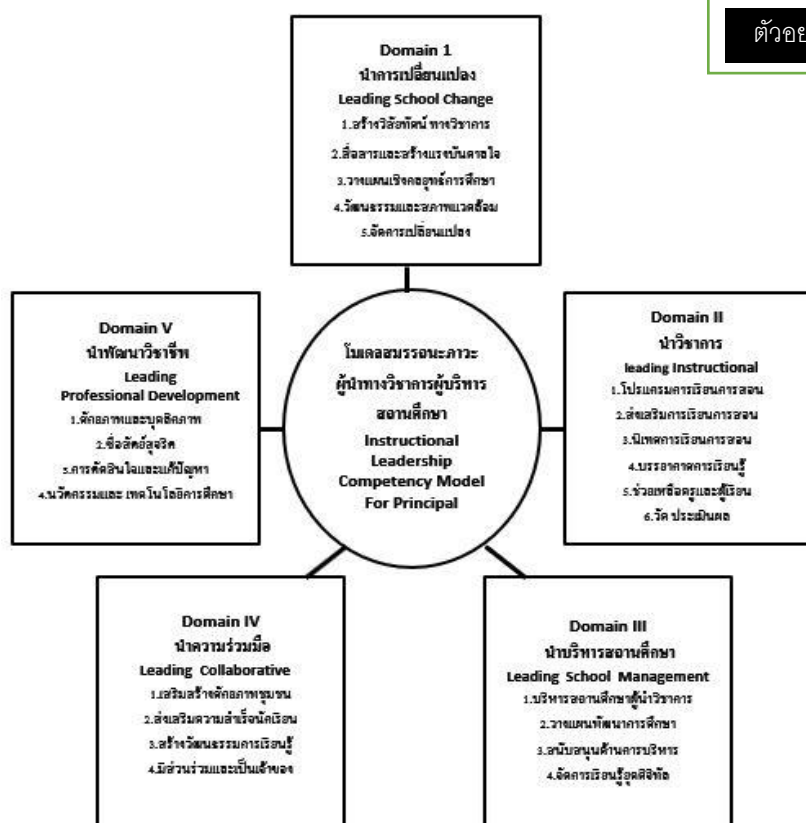 ตัวอย
Domain 1
นำการเปลี่ยนแปลง
Leading School Change
1.สร้างวิสัยทัศน์ ทางวิชาการ
2.สื่อสารและสร้างแรงบันดาลใจ
3.วางแผนเชิงกลยุทธ์การศึกษา
4.วัฒนธรรมและสภาพแวดล้อม
5.จัดการเปลี่ยนแปลง
Domain V
นำพัฒนาวิชาชีพ
Leading
Professional Development
1.ศักยภาพและบุคลิกภาพ
2.ซื่อสัตย์สุจริต
3.การตัดสินใจและแก้ปัญหา
4.นวัตกรรมและ เทคโนโลยีการศึกษา
โมเดลสมรรถนะภาวะ
ผู้นำทางวิชาการผู้บริหาร
สถานศึกษา
Instructional
Leadership
Competency Model
For Principal
Domain II
นำวิชาการ
leading Instructional
1.โปรแกรมการเรียนการสอน
2.ส่งเสริมการเรียนการสอน
3.นิเทศการเรียนการสอน
4.บรรยากาศการเรียนรู้
5.ช่วยเหลือครูและผู้เรียน
6.วัด ประเมินผล
Domain IV
นำความร่วมมือ
Leading Collaborative
1.เสริมสร้างศักยภาพชุมชน
2.ส่งเสริมความสำเร็จนักเรียน
3.สร้างวัฒนธรรมการเรียนรู้
4.มีส่วนร่วมและเป็นเจ้าของ
Domain III
นำบริหารสถานศึกษา
Leading School Management
1.บริหารสถานศึกษาผู้นำวิชาการ
2.วางแผนพัฒนาการศึกษา
3.สนับสนุนด้านการบริหาร
4.จัดการเรียนรู้ยุคดิจิทัล